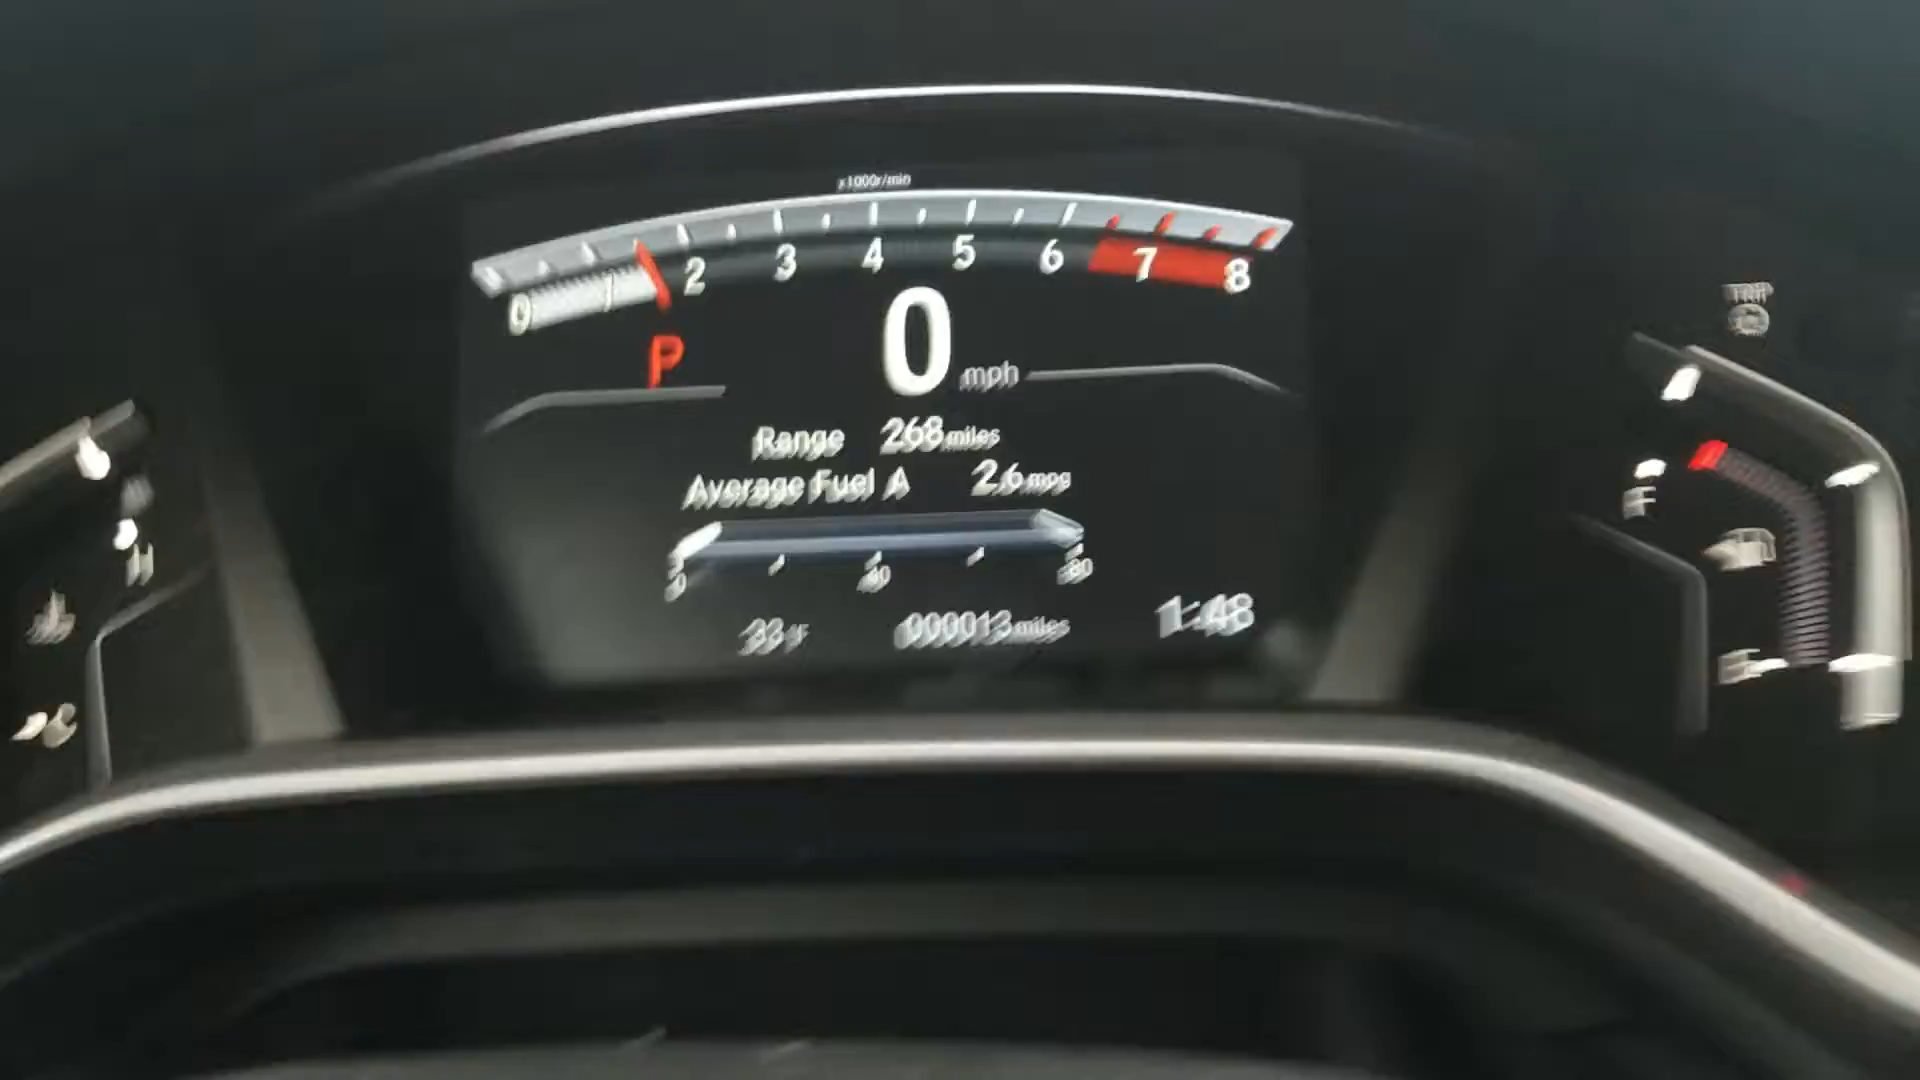 x1000r/min
0 1 2 3 4 5 6 7 8
P
0 mph
Range 268 miles
Average Fuel A 2.6 mpg
0 40 80
33°F 000013 miles 1:48
H
F